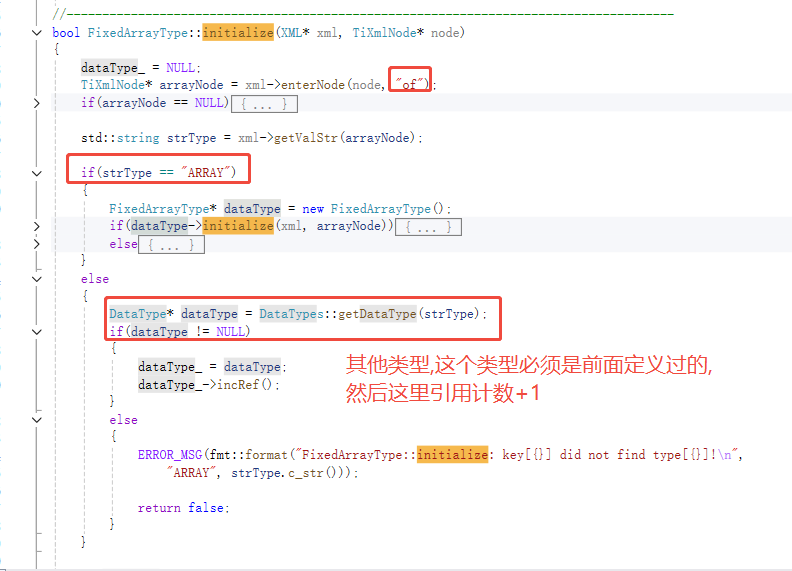 //--------------------------------------------------------------------------------
bool FixedArrayType::initialize(XML* xml, TiXmlNode* node)
{
dataType_ = NULL;
TiXmlNode* arrayNode = xml->enterNode(node, "of");
if(arrayNode == NULL){ ... }
std::string strType = xml->getValStr(arrayNode);
if(strType == "ARRAY")
{
FixedArrayType* dataType = new FixedArrayType();
if(dataType->initialize(xml, arrayNode)){ ... }
else{ ... }
}
else
{
DataType* dataType = DataTypes::getDataType(strType);
if(dataType != NULL)
{
dataType_ = dataType;
dataType_->incRef();
}
其他类型,这个类型必须是前面定义过的,
然后这里引用计数+1
else
{
ERROR_MSG(fmt::format("FixedArrayType::initialize: key[{}] did not find type[{}]!\n",
"ARRAY", strType.c_str()));
return false;
}
}